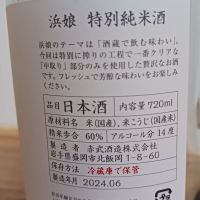 浜娘 特別純米酒
浜娘のテーマは「酒蔵で飲む味わい」。
今回は特別に搾りの工程で一番クリアな
「中取り」部分のみを使用した贅沢なお酒
です。フレッシュで芳醇な味わいをお楽しみ
ください。
品目 日本酒 内容量 720ml
原材料名 米(国産)、米こうじ(国産米)
精米歩合 60% アルコール分 14度
製造者 赤武酒造株式会社
岩手県盛岡市北飯岡1-8-60
保存方法 冷蔵庫で保管
製造年月 2024.06